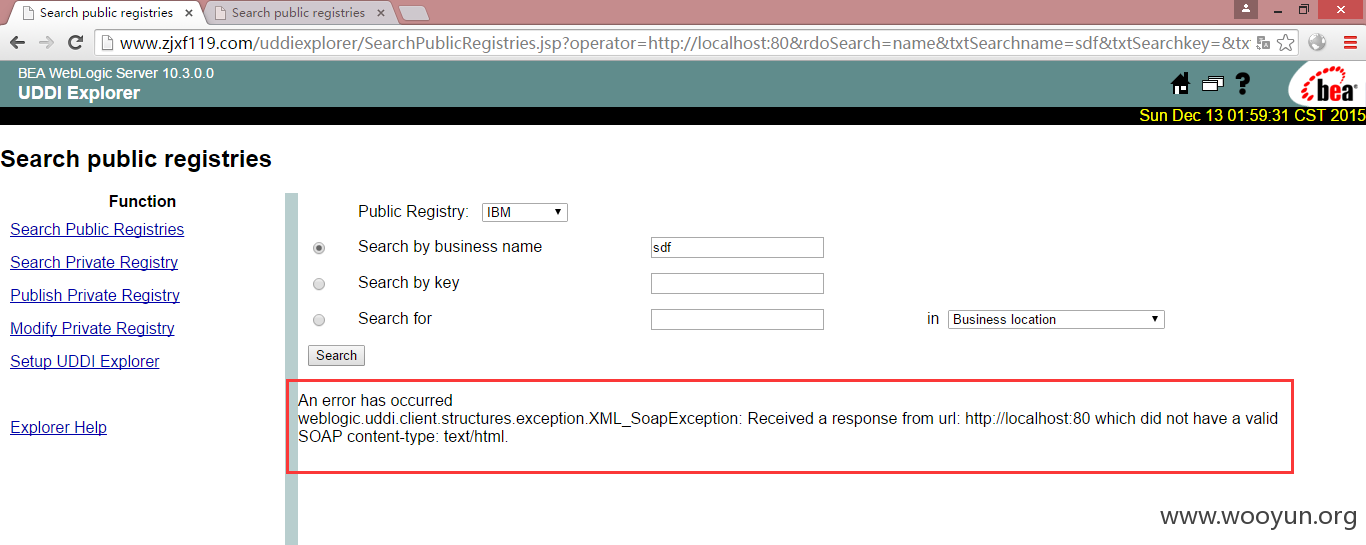 Search public registries
Search public registries
www.zjxf119.com/uddiexplorer/SearchPublicRegistries.jsp?operator=http://localhost:80&rdoSearch=name&txtSearchname=sdf&txtSearchkey=&tx
BEA WebLogic Server 10.3.0.0
UDDI Explorer
bea
Sun Dec 13 01:59:31 CST 2015
Search public registries
Function
Search Public Registries
Search Private Registry
Publish Private Registry
Modify Private Registry
Setup UDDI Explorer
Explorer Help
Public Registry: IBM
Search by business name sdf
Search by key
Search for in Business location
Search
An error has occurred
weblogic.uddi.client.structures.exception.XML_SoapException: Received a response from url: http://localhost:80 which did not have a valid
SOAP content-type: text/html.
www.wooyun.org